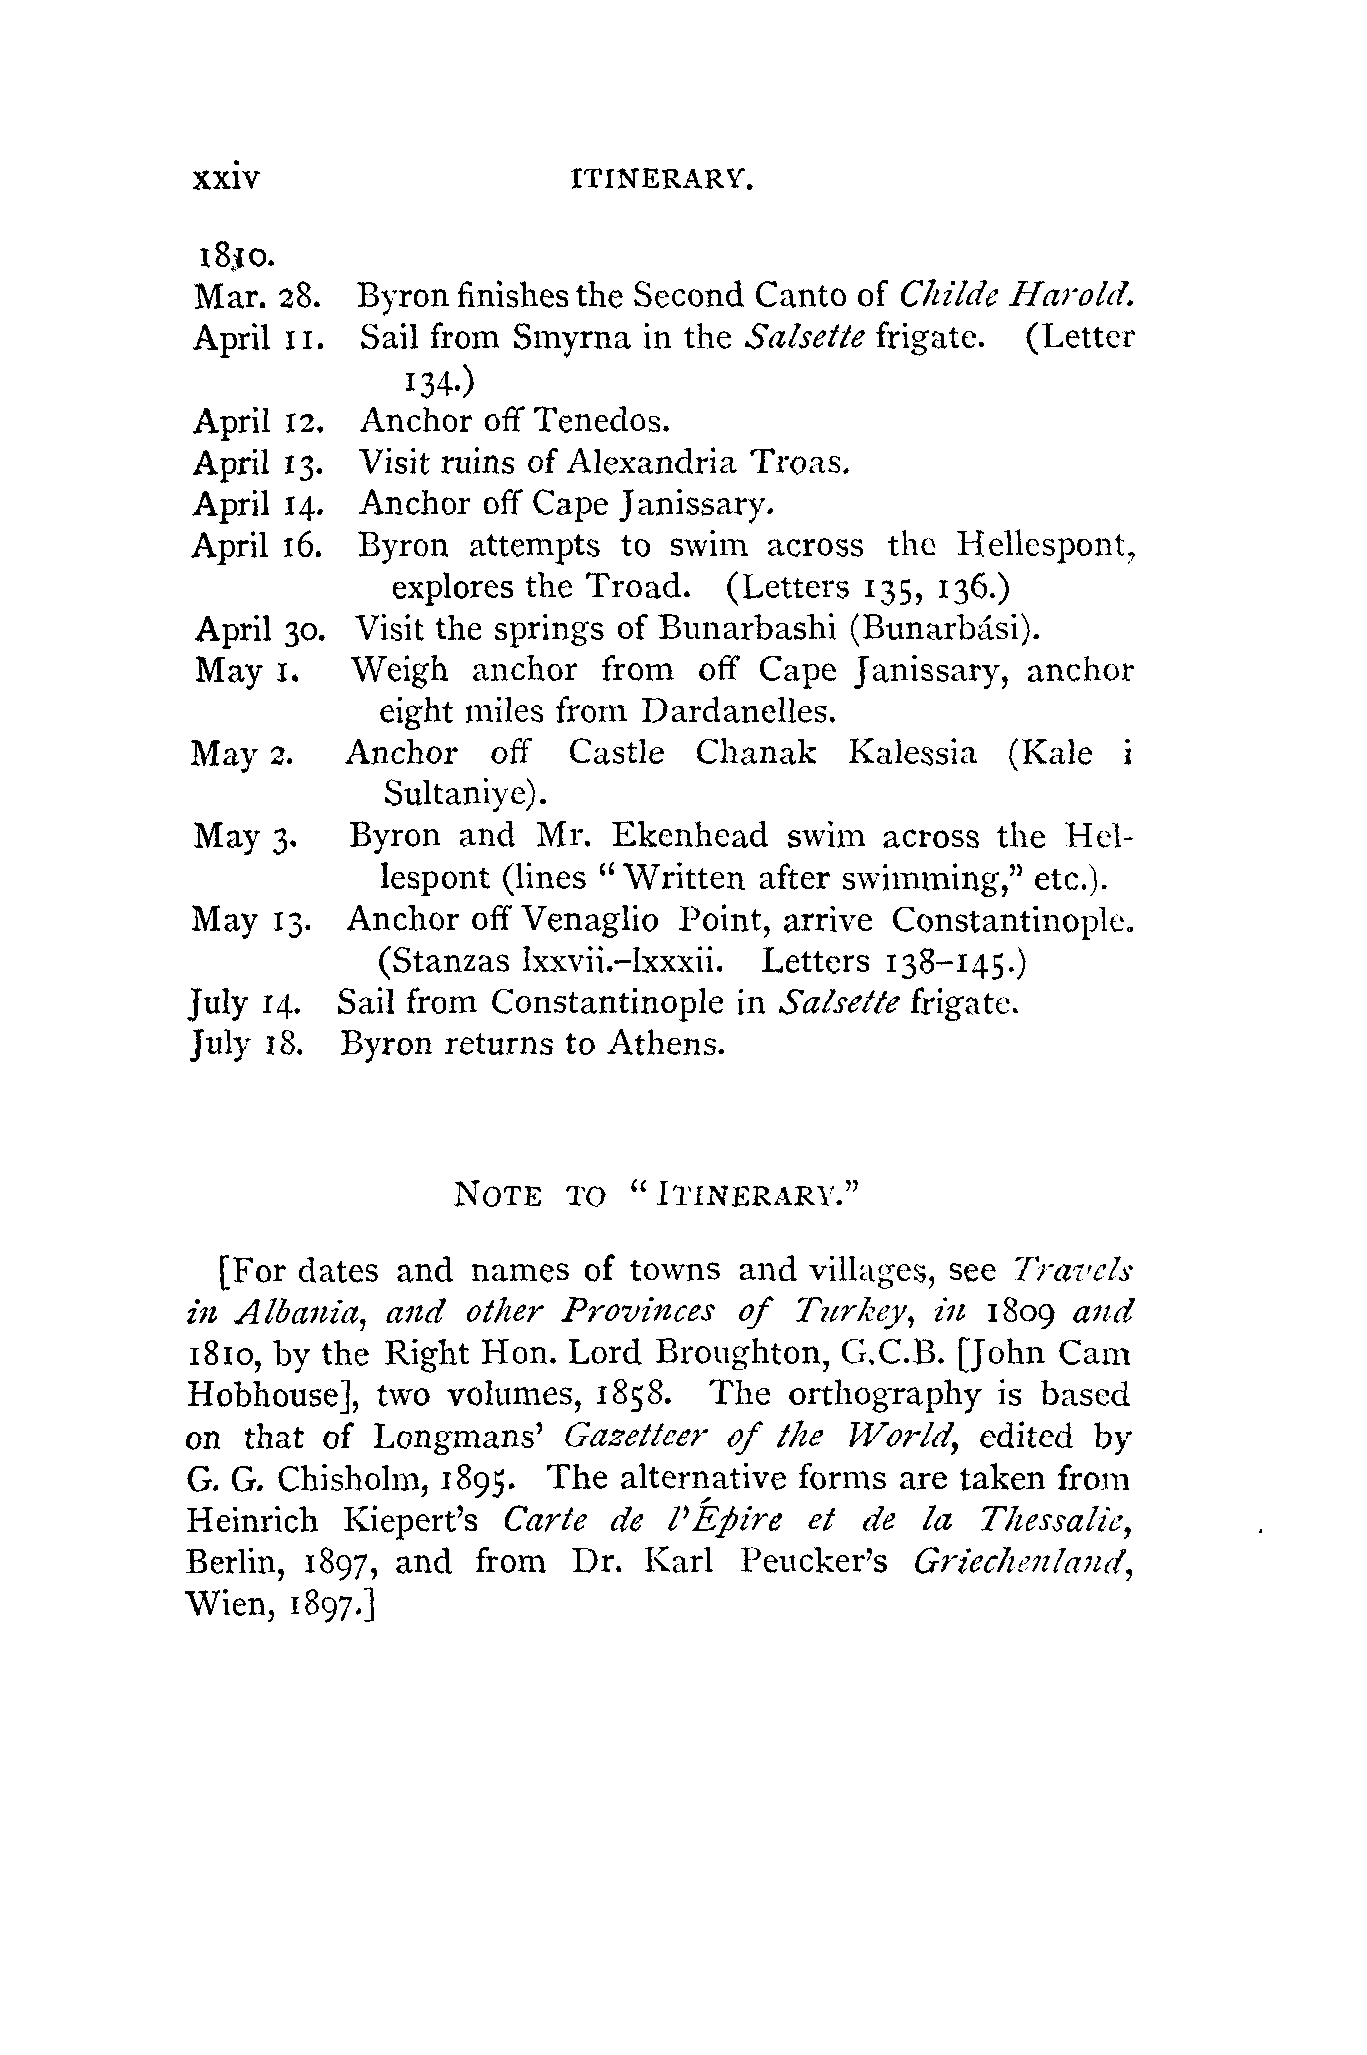 xxiv ITINERARY.
1810.
Mar. 28. Byron finishes the Second Canto of Childe Harold.
April 11. Sail from Smyrna in the Salsette frigate. (Letter
134.)
April 12. Anchor off Tenedos.
April 13. Visit ruins of Alexandria Troas.
April 14. Anchor off Cape Janissary.
April 16. Byron attempts to swim across the Hellespont,
explores the Troad. (Letters 135, 136.)
April 30. Visit the springs of Bunarbashi (Bunarbási).
May 1. Weigh anchor from off Cape Janissary, anchor
eight miles from Dardanelles.
May 2. Anchor off Castle Chanak Kalessia (Kale i
Sultaniye).
May 3. Byron and Mr. Ekenhead swim across the Hel-
lespont (lines "Written after swimming," etc.).
May 13. Anchor off Venaglio Point, arrive Constantinople.
(Stanzas lxxvii.–lxxxii. Letters 138–145.)
July 14. Sail from Constantinople in Salsette frigate.
July 18. Byron returns to Athens.
NOTE TO "ITINERARY."
[For dates and names of towns and villages, see Travels
in Albania, and other Provinces of Turkey, in 1809 and
1810, by the Right Hon. Lord Broughton, G.C.B. [John Cam
Hobhouse], two volumes, 1858. The orthography is based
on that of Longmans' Gazetteer of the World, edited by
G. G. Chisholm, 1895. The alternative forms are taken from
Heinrich Kiepert's Carte de l'Épire et de la Thessalie,
Berlin, 1897, and from Dr. Karl Peucker's Griechenland,
Wien, 1897.]